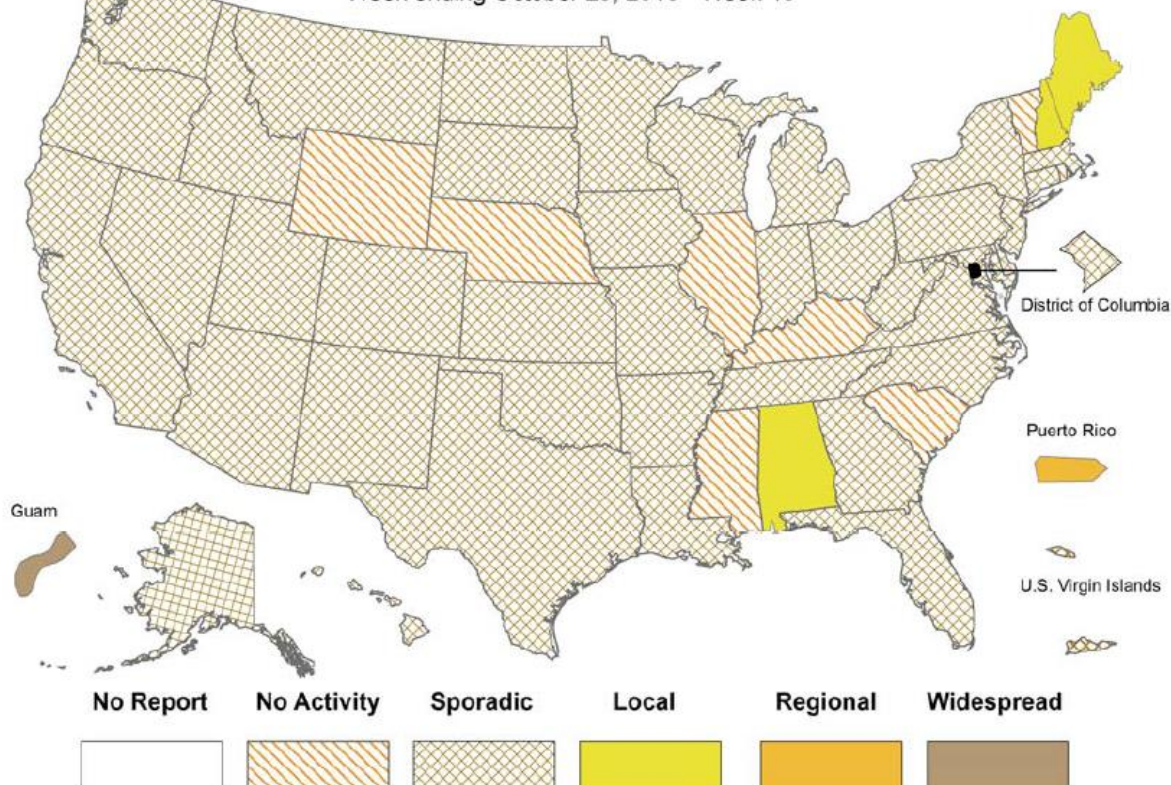 District of Columbia
Puerto Rico
Guam
U.S. Virgin Islands
No Report No Activity Sporadic Local Regional Widespread